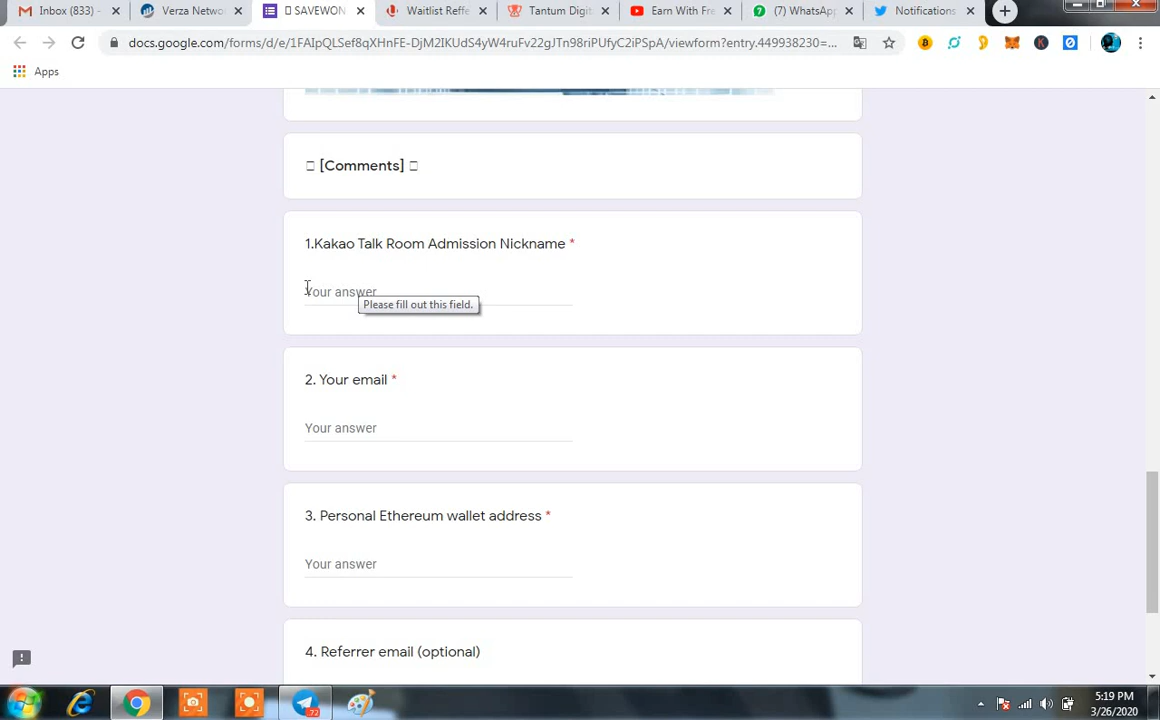 Inbox (833) -
Verza Netwo
SAVEWON
Waitlist Reffe
Tantum Digit
Earn With Fre
(7) WhatsApp
Notifications
docs.google.com/forms/d/e/1FAIpQLSef8qXHnFE-DjM2IKUdS4yW4ruFv22gJTn98riPUfyC2iPSpA/viewform?entry.449938230=...
Apps
[Comments]
1.Kakao Talk Room Admission Nickname *
Your answer
Please fill out this field.
2. Your email *
Your answer
3. Personal Ethereum wallet address *
Your answer
4. Referrer email (optional)
72
5:19 PM
3/26/2020